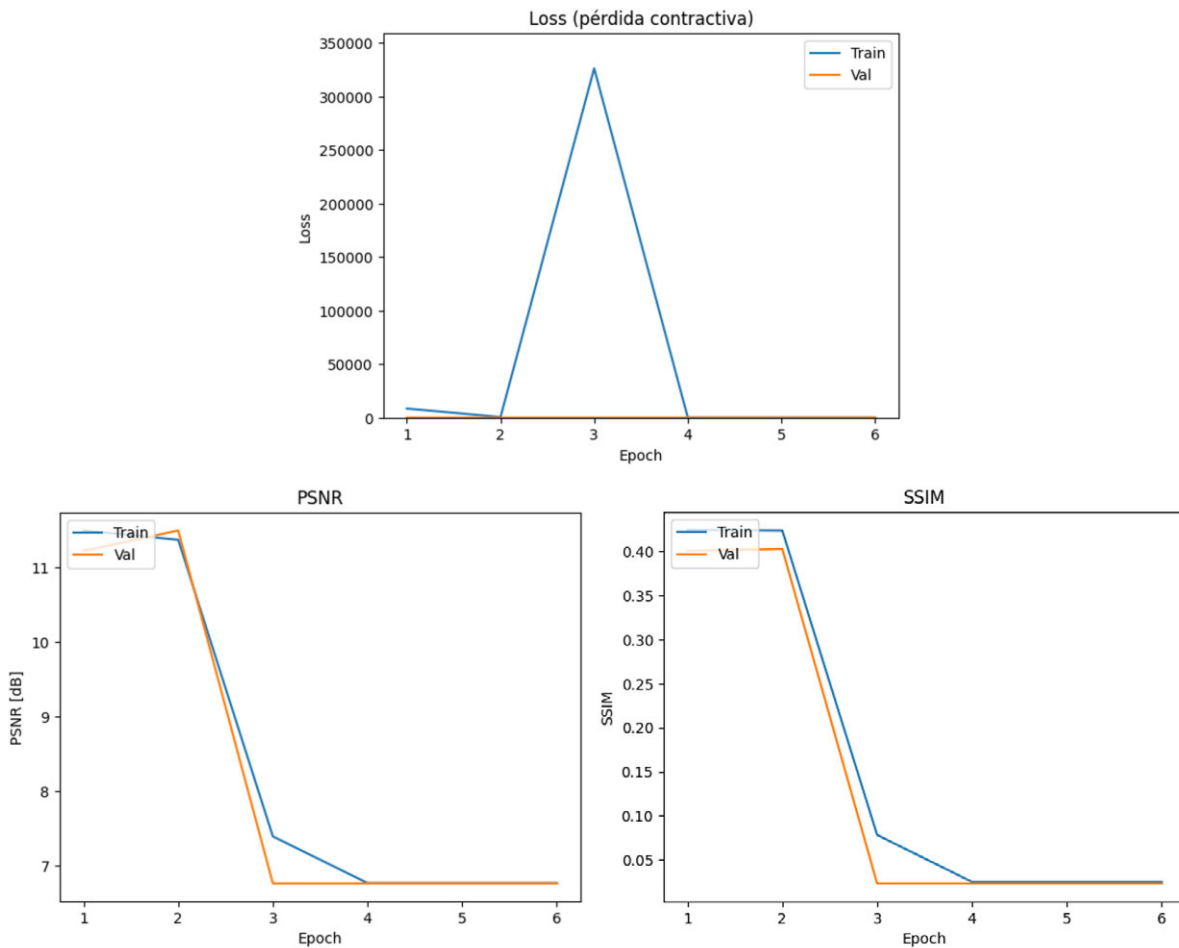 Loss (pérdida contractiva)
350000
300000
250000
200000
150000
100000
50000
0
Loss
Train
Val
1 2 3 4 5 6
Epoch
PSNR
Train
Val
11
10
9
8
7
PSNR [dB]
1 2 3 4 5 6
Epoch
SSIM
Train
Val
0.40
0.35
0.30
0.25
0.20
0.15
0.10
0.05
SSIM
1 2 3 4 5 6
Epoch